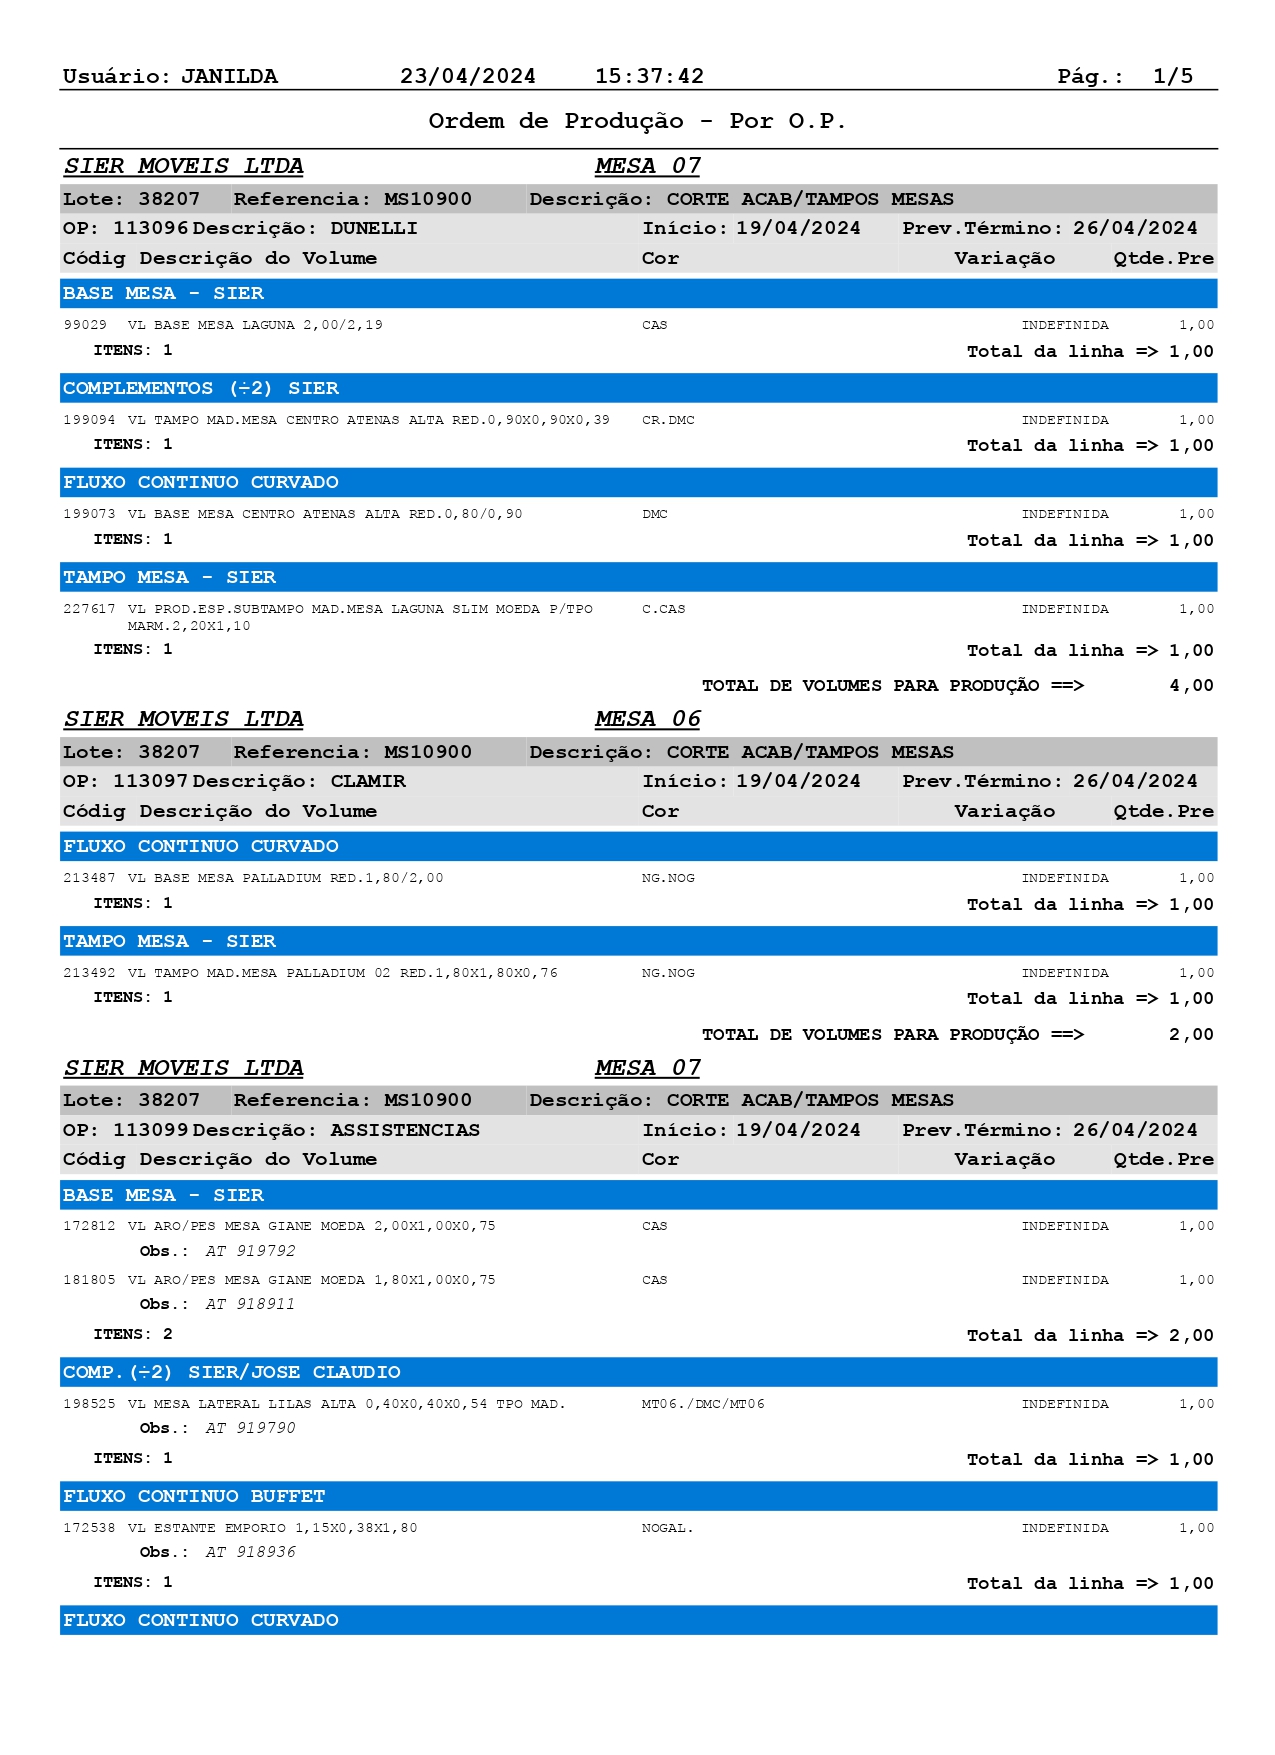 Usuário: JANILDA 23/04/2024 15:37:42 Pág.: 1/5
Ordem de Produção - Por O.P.
SIER MOVEIS LTDA MESA 07
Lote: 38207 Referencia: MS10900 Descrição: CORTE ACAB/TAMPOS MESAS
OP: 113096 Descrição: DUNELLI Início: 19/04/2024 Prev.Término: 26/04/2024
Códig Descrição do Volume Cor Variação Qtde.Pre
BASE MESA - SIER
99029 VL BASE MESA LAGUNA 2,00/2,19 CAS INDEFINIDA 1,00
ITENS: 1 Total da linha => 1,00
COMPLEMENTOS (÷2) SIER
199094 VL TAMPO MAD.MESA CENTRO ATENAS ALTA RED.0,90X0,90X0,39 CR.DMC INDEFINIDA 1,00
ITENS: 1 Total da linha => 1,00
FLUXO CONTINUO CURVADO
199073 VL BASE MESA CENTRO ATENAS ALTA RED.0,80/0,90 DMC INDEFINIDA 1,00
ITENS: 1 Total da linha => 1,00
TAMPO MESA - SIER
227617 VL PROD.ESP.SUBTAMPO MAD.MESA LAGUNA SLIM MOEDA P/TPO C.CAS INDEFINIDA 1,00
MARM.2,20X1,10
ITENS: 1 Total da linha => 1,00
TOTAL DE VOLUMES PARA PRODUÇÃO ==> 4,00
SIER MOVEIS LTDA MESA 06
Lote: 38207 Referencia: MS10900 Descrição: CORTE ACAB/TAMPOS MESAS
OP: 113097 Descrição: CLAMIR Início: 19/04/2024 Prev.Término: 26/04/2024
Códig Descrição do Volume Cor Variação Qtde.Pre
FLUXO CONTINUO CURVADO
213487 VL BASE MESA PALLADIUM RED.1,80/2,00 NG.NOG INDEFINIDA 1,00
ITENS: 1 Total da linha => 1,00
TAMPO MESA - SIER
213492 VL TAMPO MAD.MESA PALLADIUM 02 RED.1,80X1,80X0,76 NG.NOG INDEFINIDA 1,00
ITENS: 1 Total da linha => 1,00
TOTAL DE VOLUMES PARA PRODUÇÃO ==> 2,00
SIER MOVEIS LTDA MESA 07
Lote: 38207 Referencia: MS10900 Descrição: CORTE ACAB/TAMPOS MESAS
OP: 113099 Descrição: ASSISTENCIAS Início: 19/04/2024 Prev.Término: 26/04/2024
Códig Descrição do Volume Cor Variação Qtde.Pre
BASE MESA - SIER
172812 VL ARO/PES MESA GIANE MOEDA 2,00X1,00X0,75 CAS INDEFINIDA 1,00
Obs.: AT 919792
181805 VL ARO/PES MESA GIANE MOEDA 1,80X1,00X0,75 CAS INDEFINIDA 1,00
Obs.: AT 918911
ITENS: 2 Total da linha => 2,00
COMP.(÷2) SIER/JOSE CLAUDIO
198525 VL MESA LATERAL LILAS ALTA 0,40X0,40X0,54 TPO MAD. MT06./DMC/MT06 INDEFINIDA 1,00
Obs.: AT 919790
ITENS: 1 Total da linha => 1,00
FLUXO CONTINUO BUFFET
172538 VL ESTANTE EMPORIO 1,15X0,38X1,80 NOGAL. INDEFINIDA 1,00
Obs.: AT 918936
ITENS: 1 Total da linha => 1,00
FLUXO CONTINUO CURVADO